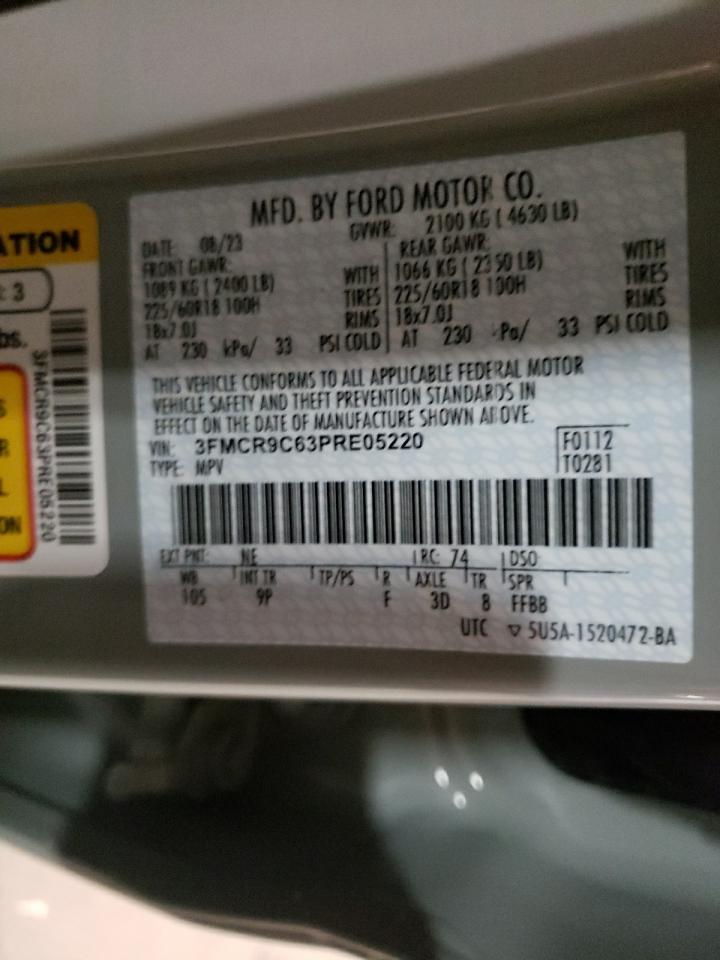 MFD. BY FORD MOTOR CO.
DATE: 08/23 GVWR: 2100 KG ( 4630 LB)
FRONT GAWR: REAR GAWR:
1089 KG ( 2400 LB) WITH 1066 KG ( 2350 LB) WITH
225/60R18 100H TIRES 225/60R18 100H TIRES
18x7.0J RIMS 18x7.0J RIMS
AT 230 kPa/ 33 PSI COLD AT 230 kPa/ 33 PSI COLD
THIS VEHICLE CONFORMS TO ALL APPLICABLE FEDERAL MOTOR
VEHICLE SAFETY AND THEFT PREVENTION STANDARDS IN
EFFECT ON THE DATE OF MANUFACTURE SHOWN ABOVE.
VIN: 3FMCR9C63PRE05220 F0112
TYPE: MPV T0281
EXT PNT: NE RC: 74 DSO:
WB INT TR TP/PS R AXLE TR SPR
105 9P F 3D 8 FFBB
UTC ▽ 5U5A-1520472-BA
ATION
: 3
bs.
S
R
L
ON
3FMCR9C63PRE05220